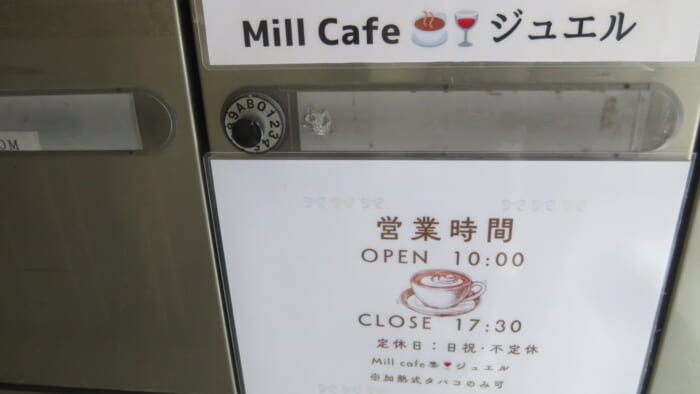 Mill Cafe ☕🍷 ジュエル
89ABO12345
OM
営業時間
OPEN 10:00
CLOSE 17:30
定休日：日祝・不定休
Mill cafe☕🍷ジュエル
※加熱式タバコのみ可